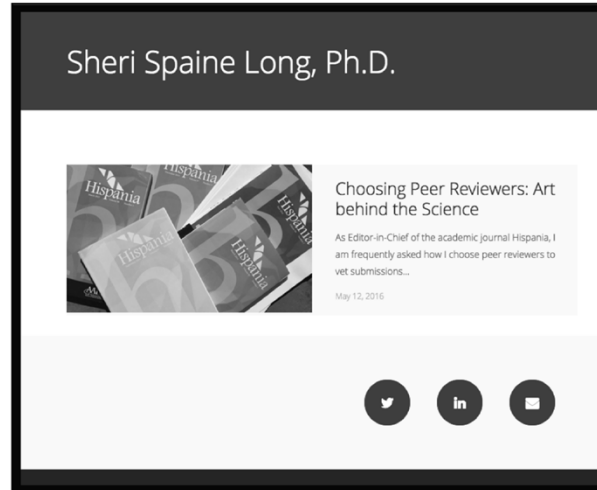 Sheri Spaine Long, Ph.D.
Hispania
Hispania
Hispania
Hispania
Hispania
Choosing Peer Reviewers: Art
behind the Science
As Editor-in-Chief of the academic journal Hispania, I
am frequently asked how I choose peer reviewers to
vet submissions...
May 12, 2016
in